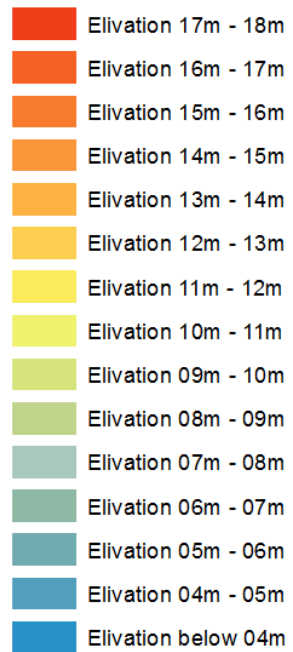 Elivation 17m - 18m
Elivation 16m - 17m
Elivation 15m - 16m
Elivation 14m - 15m
Elivation 13m - 14m
Elivation 12m - 13m
Elivation 11m - 12m
Elivation 10m - 11m
Elivation 09m - 10m
Elivation 08m - 09m
Elivation 07m - 08m
Elivation 06m - 07m
Elivation 05m - 06m
Elivation 04m - 05m
Elivation below 04m